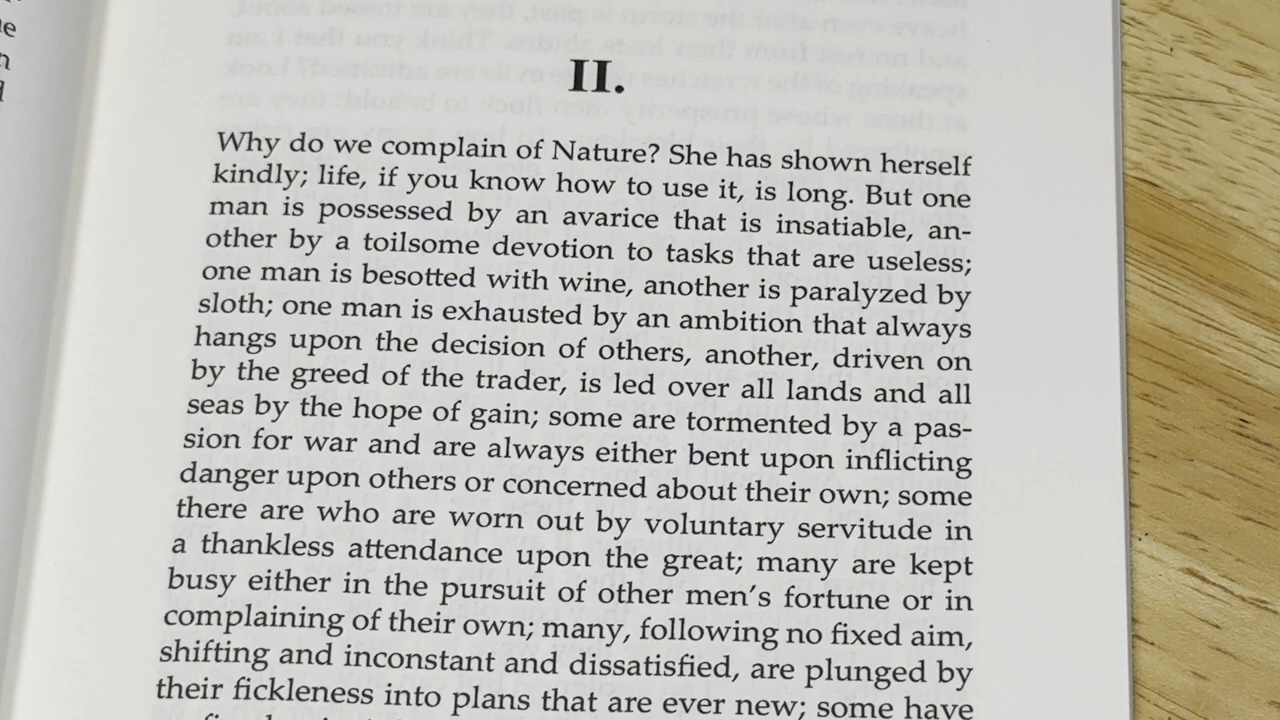 II.
Why do we complain of Nature? She has shown herself
kindly; life, if you know how to use it, is long. But one
man is possessed by an avarice that is insatiable, an-
other by a toilsome devotion to tasks that are useless;
one man is besotted with wine, another is paralyzed by
sloth; one man is exhausted by an ambition that always
hangs upon the decision of others, another, driven on
by the greed of the trader, is led over all lands and all
seas by the hope of gain; some are tormented by a pas-
sion for war and are always either bent upon inflicting
danger upon others or concerned about their own; some
there are who are worn out by voluntary servitude in
a thankless attendance upon the great; many are kept
busy either in the pursuit of other men's fortune or in
complaining of their own; many, following no fixed aim,
shifting and inconstant and dissatisfied, are plunged by
their fickleness into plans that are ever new; some have